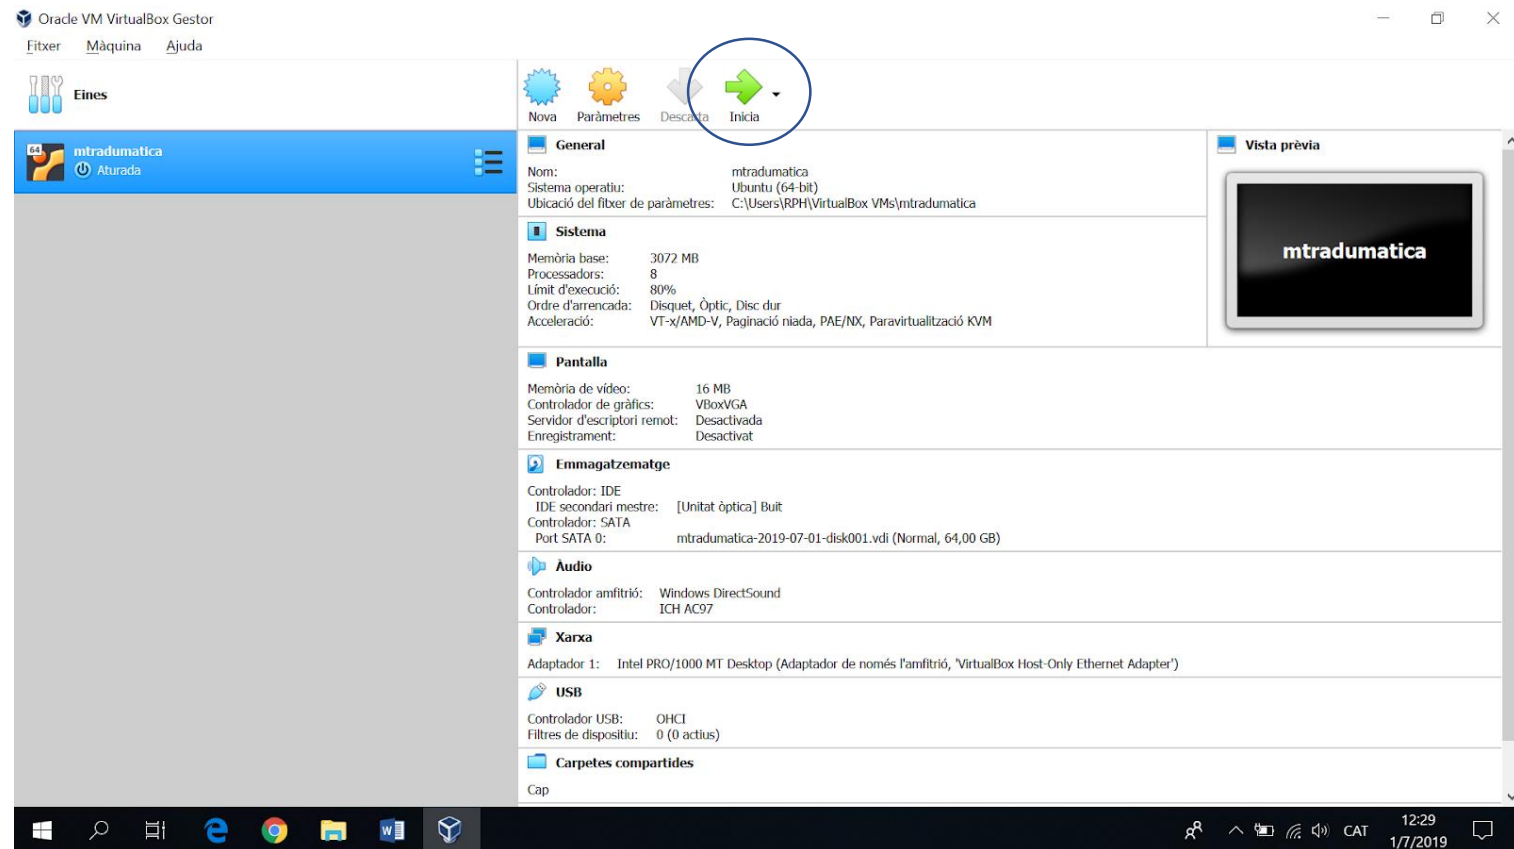 Oracle VM VirtualBox Gestor
Fitxer Màquina Ajuda
Eines
Nova Paràmetres Descarta Inicia
64 mtradumatica
Aturada
General
Nom: mtradumatica
Sistema operatiu: Ubuntu (64-bit)
Ubicació del fitxer de paràmetres: C:\Users\RPH\VirtualBox VMs\mtradumatica
Vista prèvia
mtradumatica
Sistema
Memòria base: 3072 MB
Processadors: 8
Límit d'execució: 80%
Ordre d'arrencada: Disquet, Òptic, Disc dur
Acceleració: VT-x/AMD-V, Paginació niada, PAE/NX, Paravirtualització KVM
Pantalla
Memòria de vídeo: 16 MB
Controlador de gràfics: VBoxVGA
Servidor d'escriptori remot: Desactivada
Enregistrament: Desactivat
Emmagatzematge
Controlador: IDE
IDE secondari mestre: [Unitat òptica] Buit
Controlador: SATA
Port SATA 0: mtradumatica-2019-07-01-disk001.vdi (Normal, 64,00 GB)
Àudio
Controlador amfitrió: Windows DirectSound
Controlador: ICH AC97
Xarxa
Adaptador 1: Intel PRO/1000 MT Desktop (Adaptador de només l'amfitrió, 'VirtualBox Host-Only Ethernet Adapter')
USB
Controlador USB: OHCI
Filtres de dispositiu: 0 (0 actius)
Carpetes compartides
Cap
CAT
12:29
1/7/2019